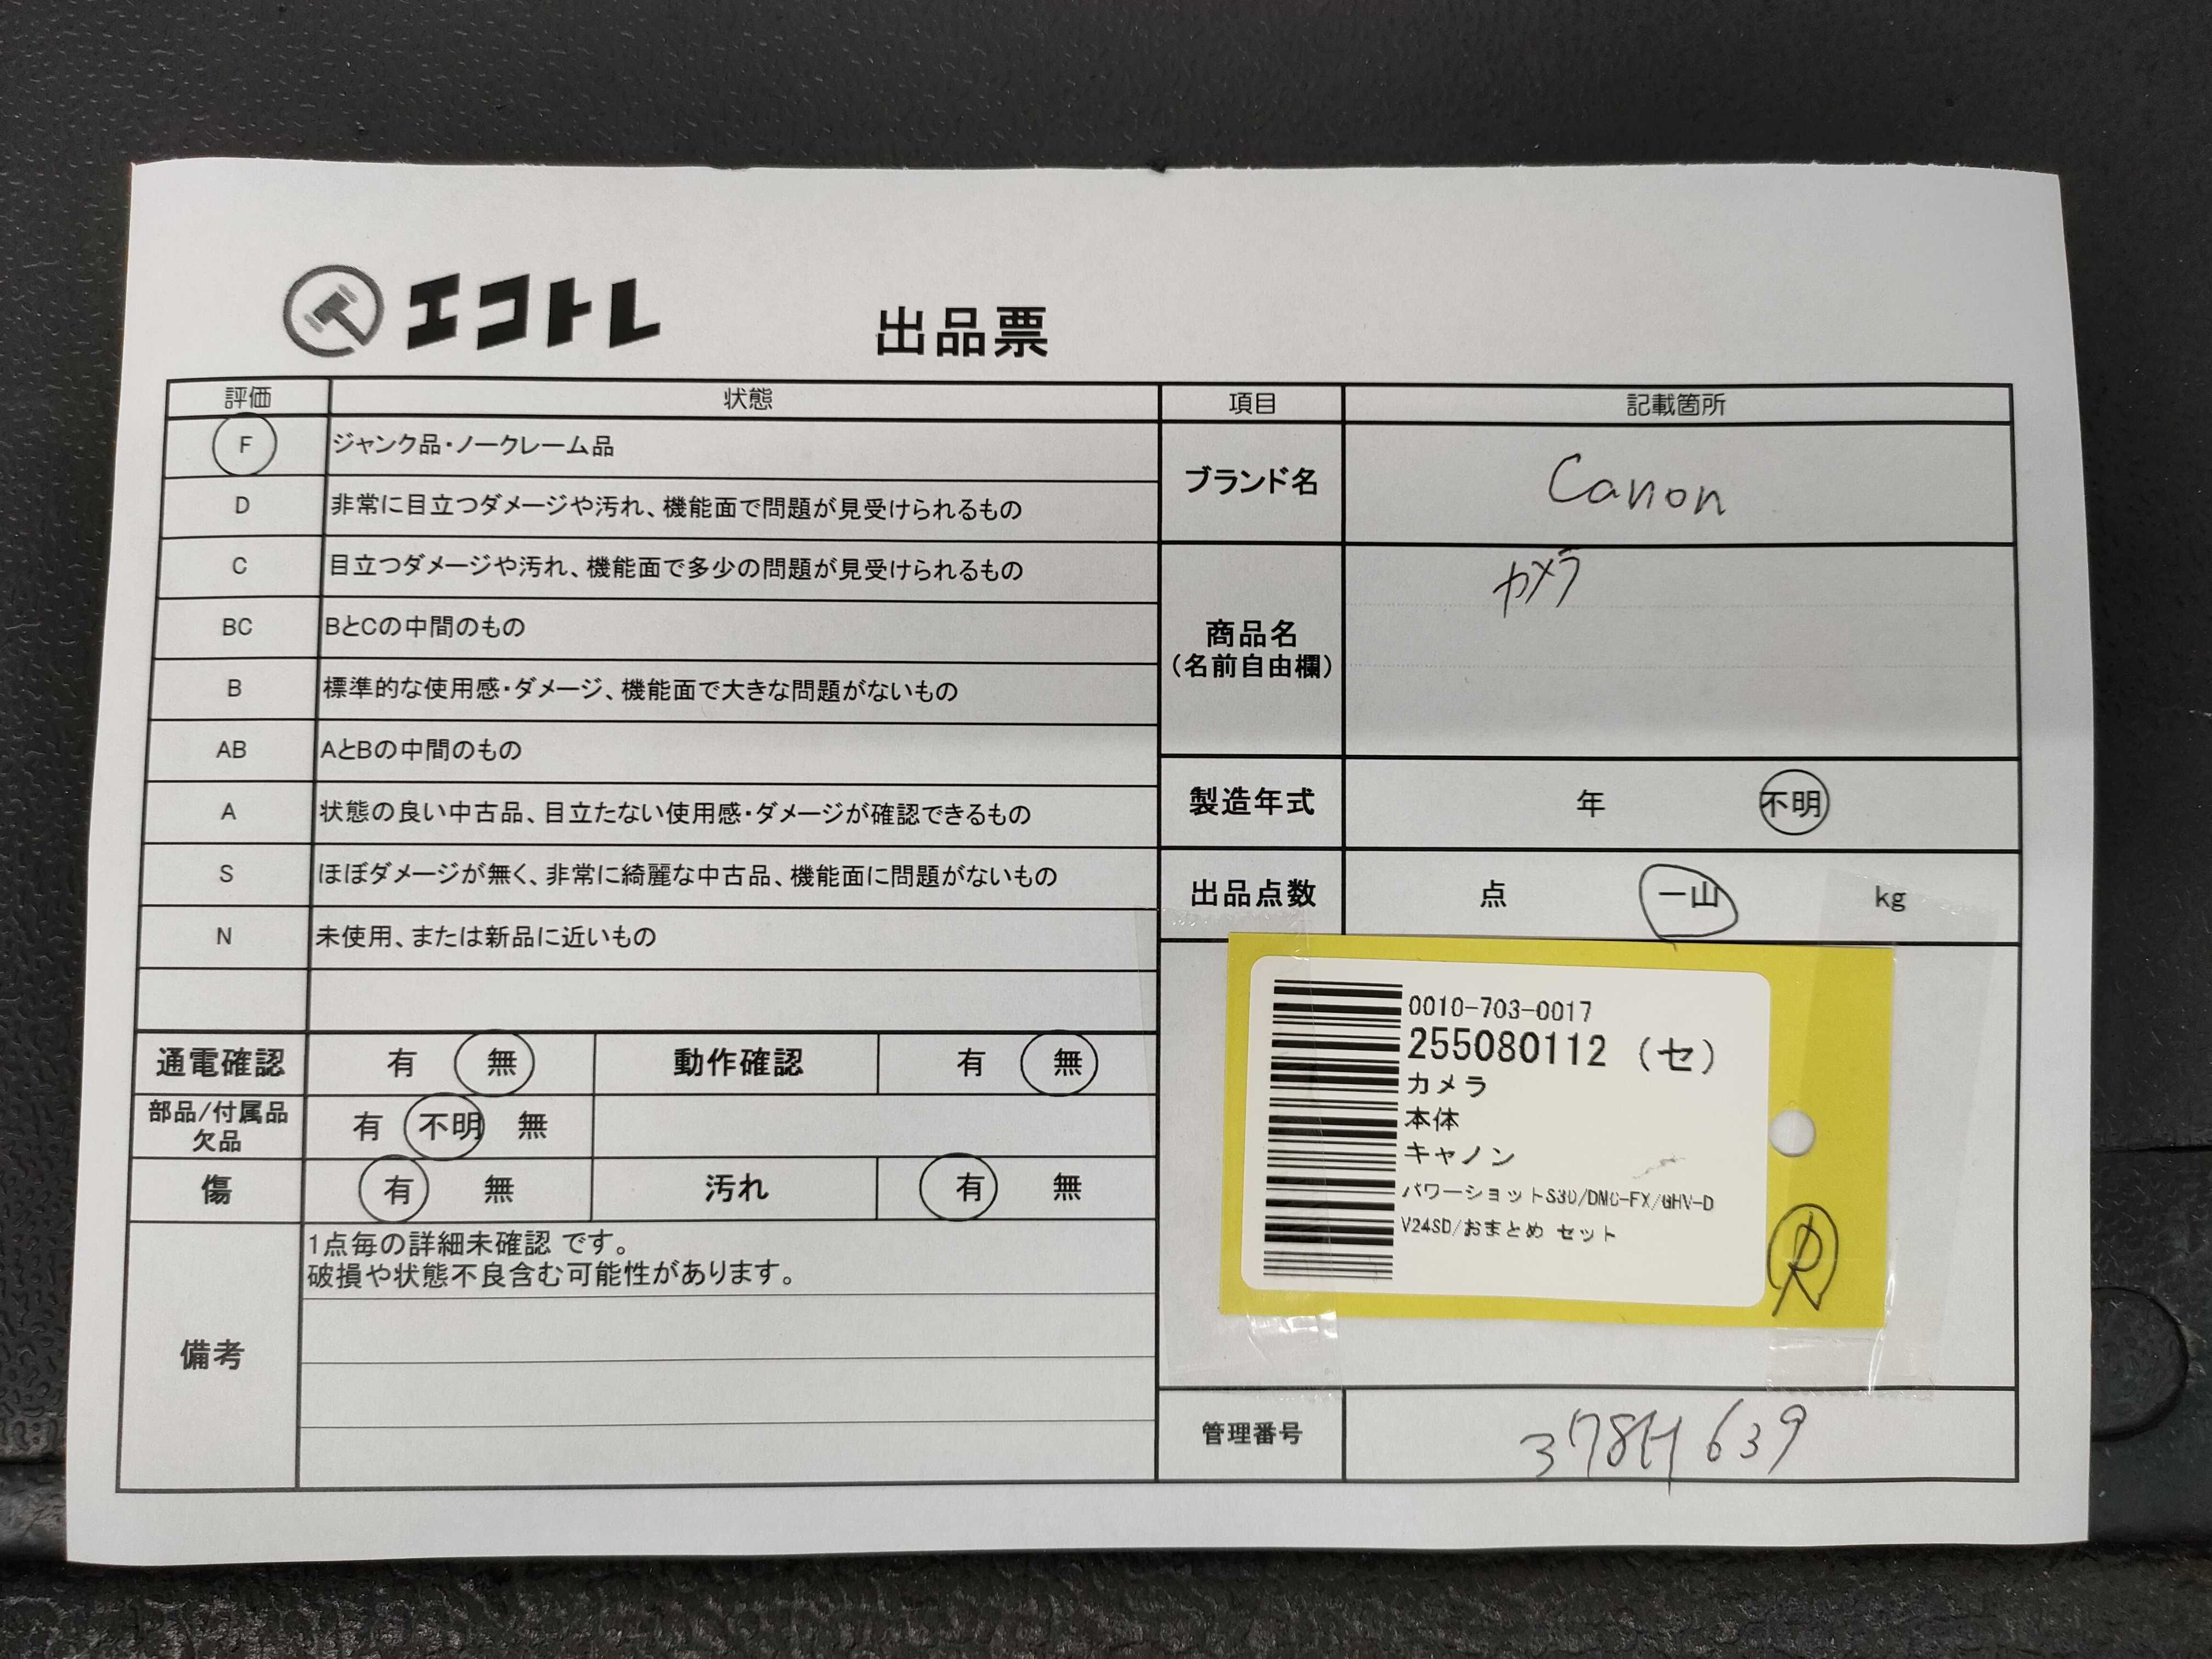 エコトレ
出品票
評価 状態
F ジャンク品・ノークレーム品
D 非常に目立つダメージや汚れ、機能面で問題が見受けられるもの
C 目立つダメージや汚れ、機能面で多少の問題が見受けられるもの
BC BとCの中間のもの
B 標準的な使用感・ダメージ、機能面で大きな問題がないもの
AB AとBの中間のもの
A 状態の良い中古品、目立たない使用感・ダメージが確認できるもの
S ほぼダメージが無く、非常に綺麗な中古品、機能面に問題がないもの
N 未使用、または新品に近いもの
通電確認 有 無 動作確認 有 無
部品/付属品
欠品 有 不明 無
傷 有 無 汚れ 有 無
備考
1点毎の詳細未確認 です。
破損や状態不良含む可能性があります。
項目 記載箇所
ブランド名 Canon
商品名
(名前自由欄) カメラ
製造年式 年 不明
出品点数 点 一山 kg
0010-703-0017
255080112 (セ)
カメラ
本体
キャノン
パワーショットS30/DMC-FX/GHV-D
V24SD/おまとめ セット
R
管理番号 378H639